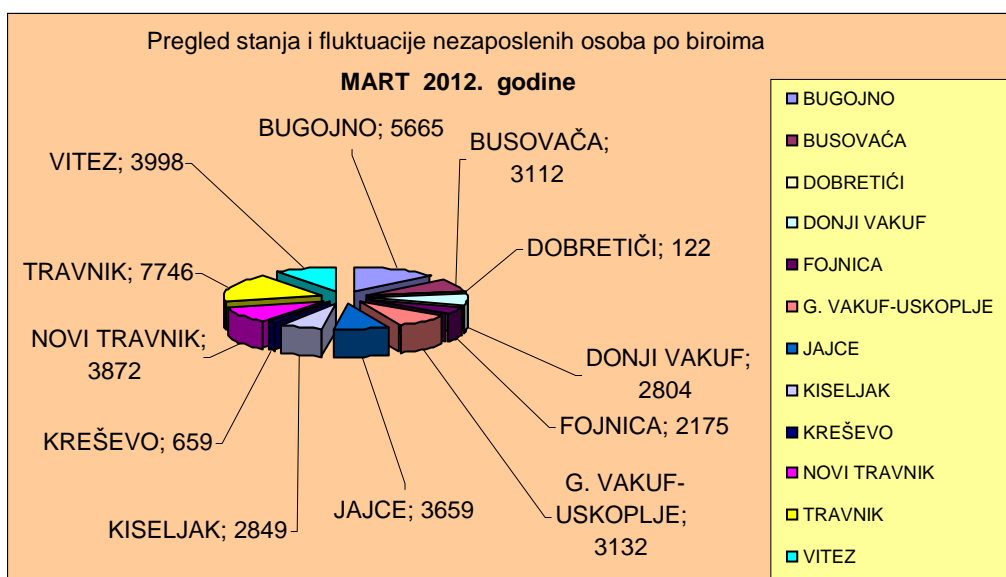 Pregled stanja i fluktuacije nezaposlenih osoba po biroima
MART 2012. godine
BUGOJNO; 5665
BUSOVAČA;
3112
DOBRETIČI; 122
DONJI VAKUF;
2804
FOJNICA; 2175
G. VAKUF-
USKOPLJE;
3132
JAJCE; 3659
KISELJAK; 2849
KREŠEVO; 659
NOVI TRAVNIK;
3872
TRAVNIK; 7746
VITEZ; 3998
BUGOJNO
BUSOVAĆA
DOBRETIĆI
DONJI VAKUF
FOJNICA
G. VAKUF-USKOPLJE
JAJCE
KISELJAK
KREŠEVO
NOVI TRAVNIK
TRAVNIK
VITEZ